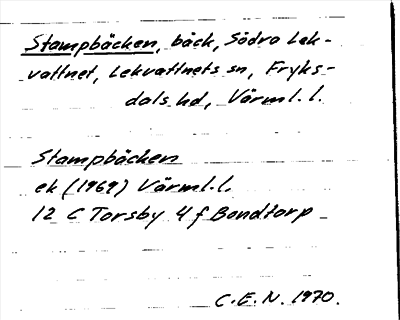 Stampbäcken, bäck, Södra Lek-
vattnet, Lekvattnets sn, Fryks-
dals hd, Värml. l.
Stampbäcken
ek (1969) Värml. l.
12 C Torsby 4 f Bondtorp
C.E.N. 1970.